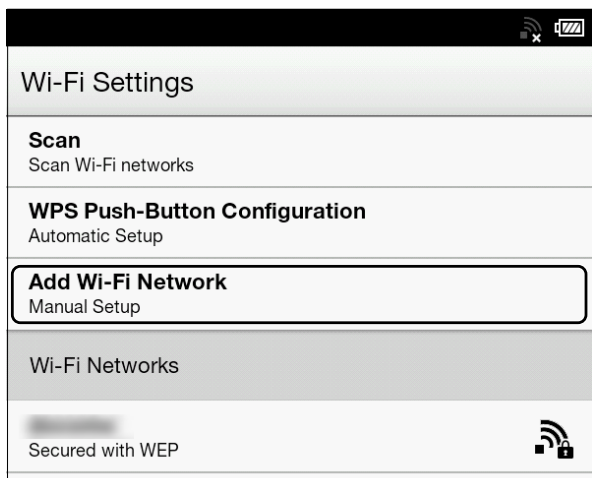 Wi-Fi Settings
Scan
Scan Wi-Fi networks
WPS Push-Button Configuration
Automatic Setup
Add Wi-Fi Network
Manual Setup
Wi-Fi Networks
Secured with WEP